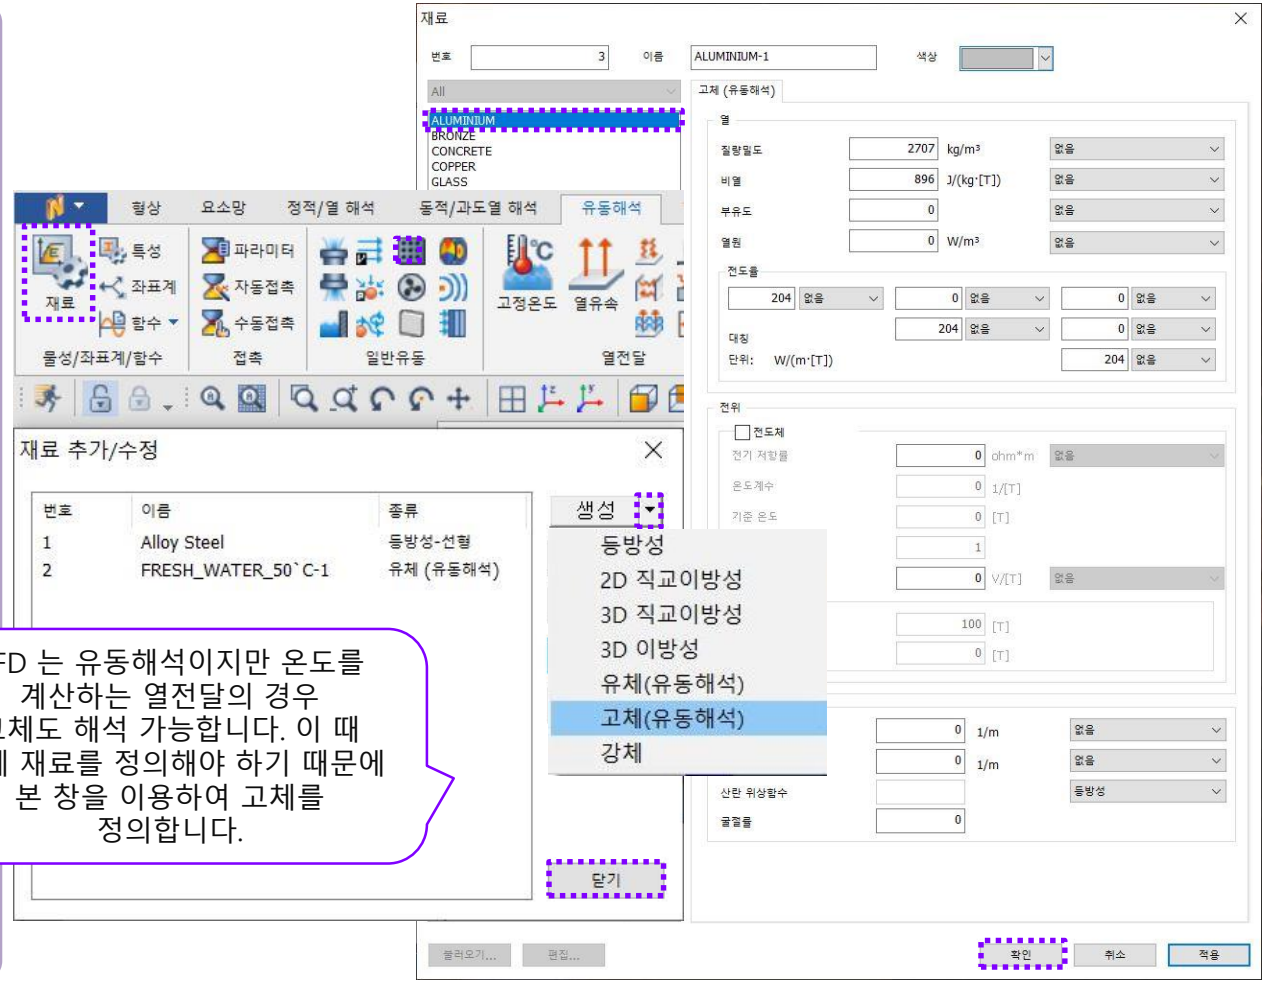 재료
번호 3 이름 ALUMINIUM-1 색상
All
고체 (유동해석)
ALUMINIUM
BRONZE
CONCRETE
COPPER
GLASS
열
질량밀도 2707 kg/m³ 없음
비열 896 J/(kg·[T]) 없음
부유도 0 없음
열원 0 W/m³ 없음
전도율
204 없음 0 없음 0 없음
대칭 204 없음 0 없음
단위: W/(m·[T]) 204 없음
전위
전도체
전기 저항률 0 ohm*m 없음
온도계수 0 1/[T]
기준 온도 0 [T]
1
0 V/[T] 없음
100 [T]
0 [T]
0 1/m 없음
0 1/m 없음
산란 위상함수 등방성
굴절률 0
불러오기... 편집... 확인 취소 적용
형상 요소망 정적/열 해석 동적/과도열 해석 유동해석
재료 특성 좌표계 함수
파라미터 자동접촉 수동접촉
고정온도 열유속
물성/좌표계/함수 접촉 일반유동 열전달
재료 추가/수정
번호 이름 종류
1 Alloy Steel 등방성-선형
2 FRESH_WATER_50`C-1 유체 (유동해석)
생성
등방성
2D 직교이방성
3D 직교이방성
3D 이방성
유체(유동해석)
고체(유동해석)
강체
닫기
FD 는 유동해석이지만 온도를
계산하는 열전달의 경우
체도 해석 가능합니다. 이 때
재료를 정의해야 하기 때문에
본 창을 이용하여 고체를
정의합니다.